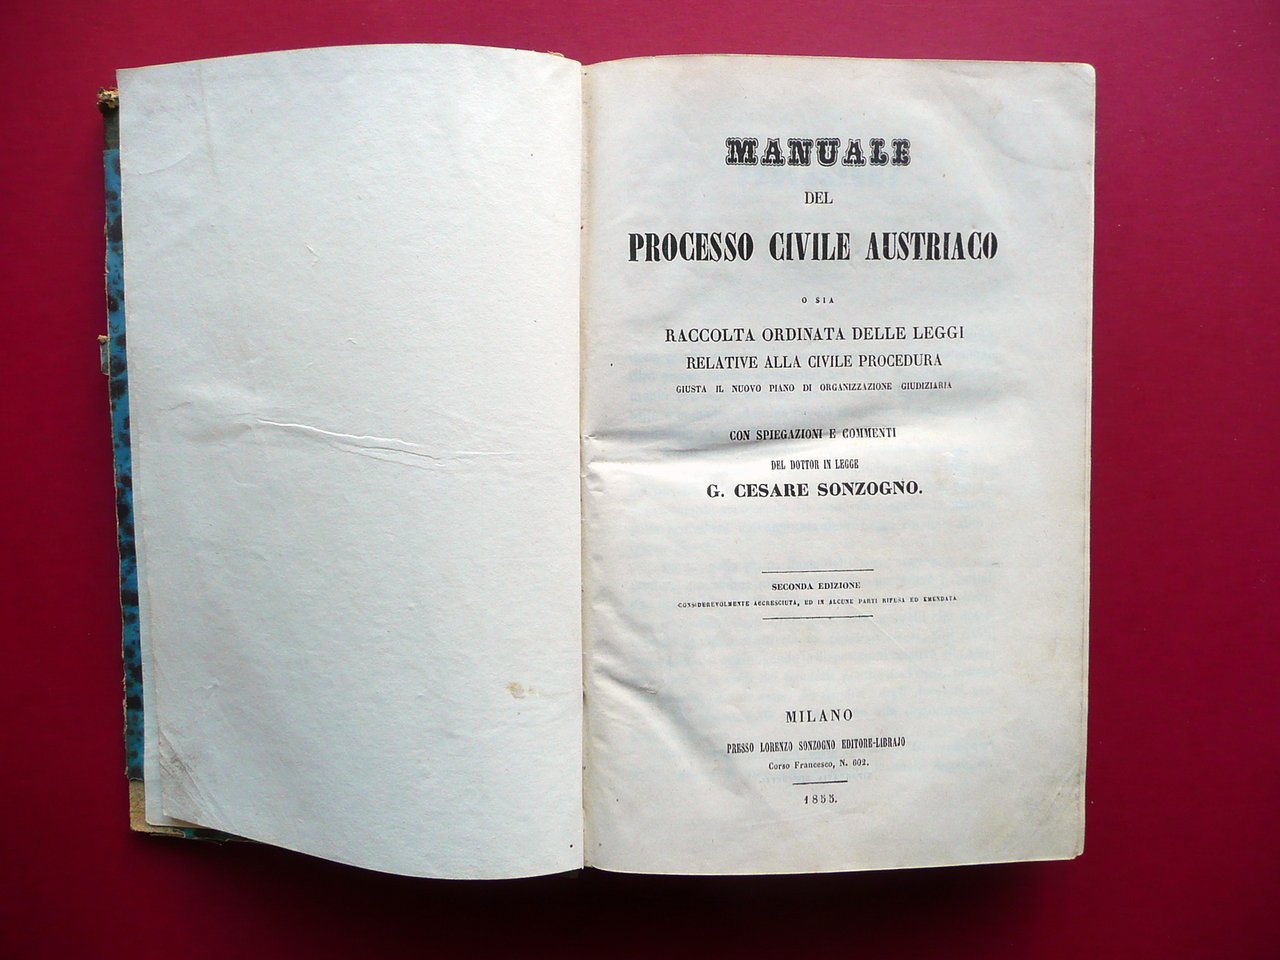 MANUALE
DEL
PROCESSO CIVILE AUSTRIACO
O SIA
RACCOLTA ORDINATA DELLE LEGGI
RELATIVE ALLA CIVILE PROCEDURA
GIUSTA IL NUOVO PIANO DI ORGANIZZAZIONE GIUDIZIARIA
CON SPIEGAZIONI E COMMENTI
DEL DOTTOR IN LEGGE
G. CESARE SONZOGNO.
SECONDA EDIZIONE
CONSIDEREVOLMENTE ACCRESCIUTA, ED IN ALCUNE PARTI RIFUSA ED EMENDATA
MILANO
PRESSO LORENZO SONZOGNO EDITORE-LIBRAJO
Corso Francesco, N. 602.
1855.